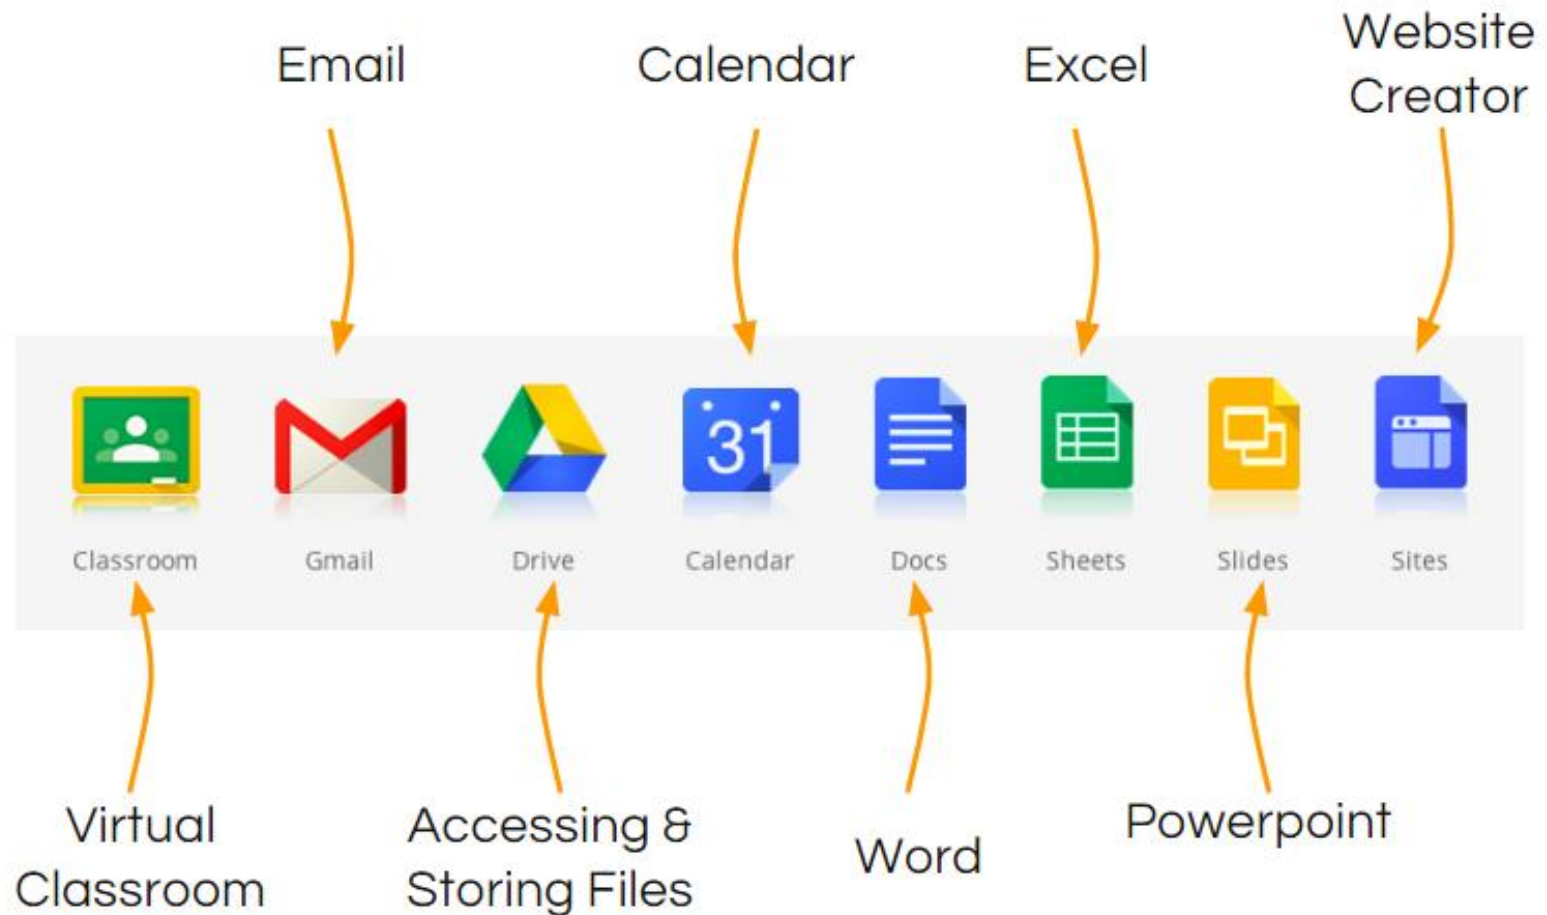 Email
Calendar
Excel
Website
Creator
31
Classroom
Gmail
Drive
Calendar
Docs
Sheets
Slides
Sites
Virtual
Classroom
Accessing &
Storing Files
Word
Powerpoint